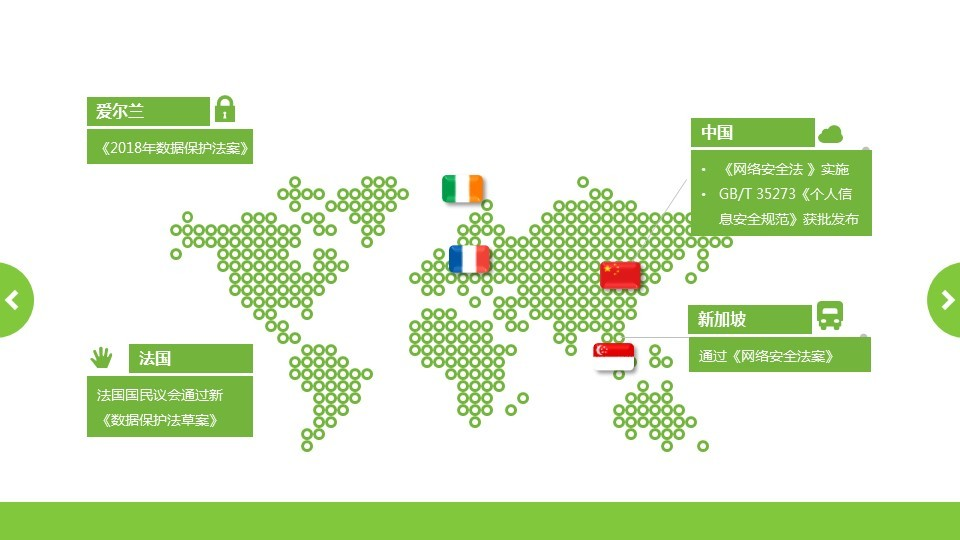 爱尔兰
《2018年数据保护法案》
中国
• 《网络安全法 》实施
• GB/T 35273《个人信
息安全规范》获批发布
新加坡
通过《网络安全法案》
法国
法国国民议会通过新
《数据保护法草案》